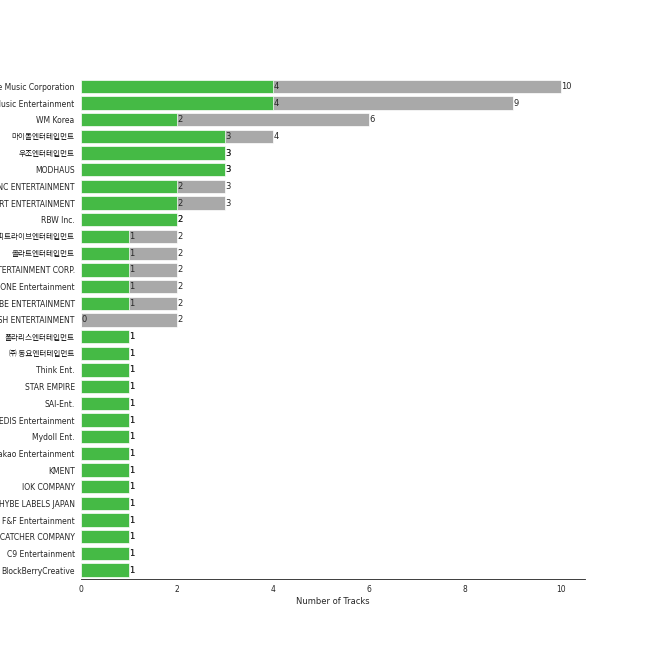 e Music Corporation 4 10
usic Entertainment 4 9
WM Korea 2 6
마이돌엔터테인먼트 3 4
우조엔터테인먼트 3
MODHAUS 3
NC ENTERTAINMENT 2 3
RT ENTERTAINMENT 2 3
RBW Inc. 2
피트라이브엔터테인먼트 1 2
클라트엔터테인먼트 1 2
TERTAINMENT CORP. 1 2
ONE Entertainment 1 2
BE ENTERTAINMENT 1 2
SH ENTERTAINMENT 0 2
폴라리스엔터테인먼트 1
㈜ 동요엔터테인먼트 1
Think Ent. 1
STAR EMPIRE 1
SAI-Ent. 1
EDIS Entertainment 1
Mydoll Ent. 1
akao Entertainment 1
KMENT 1
IOK COMPANY 1
HYBE LABELS JAPAN 1
F&F Entertainment 1
CATCHER COMPANY 1
C9 Entertainment 1
BlockBerryCreative 1
0 2 4 6 8 10
Number of Tracks